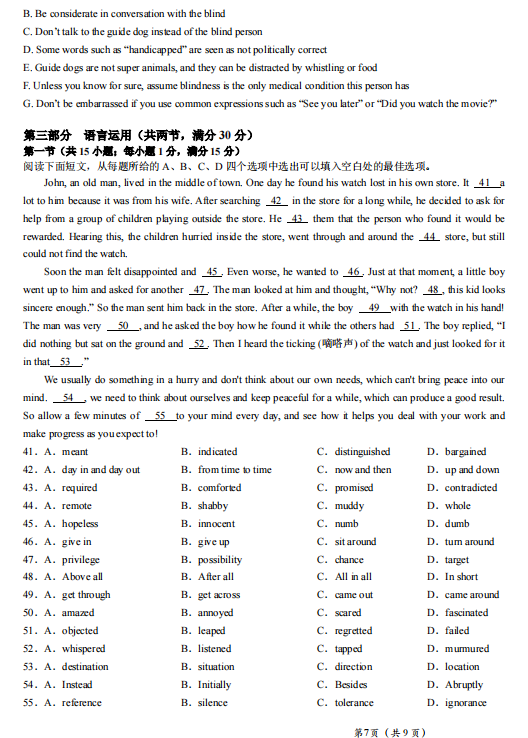 B. Be considerate in conversation with the blind
C. Don't talk to the guide dog instead of the blind person
D. Some words such as "handicapped" are seen as not politically correct
E. Guide dogs are not super animals, and they can be distracted by whistling or food
F. Unless you know for sure, assume blindness is the only medical condition this person has
G. Don't be embarrassed if you use common expressions such as "See you later" or "Did you watch the movie?"
第三部分 语言运用（共两节，满分 30 分）
第一节（共 15 小题；每小题 1 分，满分 15 分）
阅读下面短文，从每题所给的 A、B、C、D 四个选项中选出可以填入空白处的最佳选项。
John, an old man, lived in the middle of town. One day he found his watch lost in his own store. It 41 a
lot to him because it was from his wife. After searching 42 in the store for a long while, he decided to ask for
help from a group of children playing outside the store. He 43 them that the person who found it would be
rewarded. Hearing this, the children hurried inside the store, went through and around the 44 store, but still
could not find the watch.
Soon the man felt disappointed and 45 . Even worse, he wanted to 46 . Just at that moment, a little boy
went up to him and asked for another 47 . The man looked at him and thought, "Why not? 48 , this kid looks
sincere enough." So the man sent him back in the store. After a while, the boy 49 with the watch in his hand!
The man was very 50 , and he asked the boy how he found it while the others had 51 . The boy replied, "I
did nothing but sat on the ground and 52 . Then I heard the ticking (嘀嗒声) of the watch and just looked for it
in that 53 ."
We usually do something in a hurry and don't think about our own needs, which can't bring peace into our
mind. 54 , we need to think about ourselves and keep peaceful for a while, which can produce a good result.
So allow a few minutes of 55 to your mind every day, and see how it helps you deal with your work and
make progress as you expect to!
41．A．meant B．indicated C．distinguished D．bargained
42．A．day in and day out B．from time to time C．now and then D．up and down
43．A．required B．comforted C．promised D．contradicted
44．A．remote B．shabby C．muddy D．whole
45．A．hopeless B．innocent C．numb D．dumb
46．A．give in B．give up C．sit around D．turn around
47．A．privilege B．possibility C．chance D．target
48．A．Above all B．After all C．All in all D．In short
49．A．get through B．get across C．came out D．came around
50．A．amazed B．annoyed C．scared D．fascinated
51．A．objected B．leaped C．regretted D．failed
52．A．whispered B．listened C．tapped D．murmured
53．A．destination B．situation C．direction D．location
54．A．Instead B．Initially C．Besides D．Abruptly
55．A．reference B．silence C．tolerance D．ignorance
第 7 页（共 9 页）